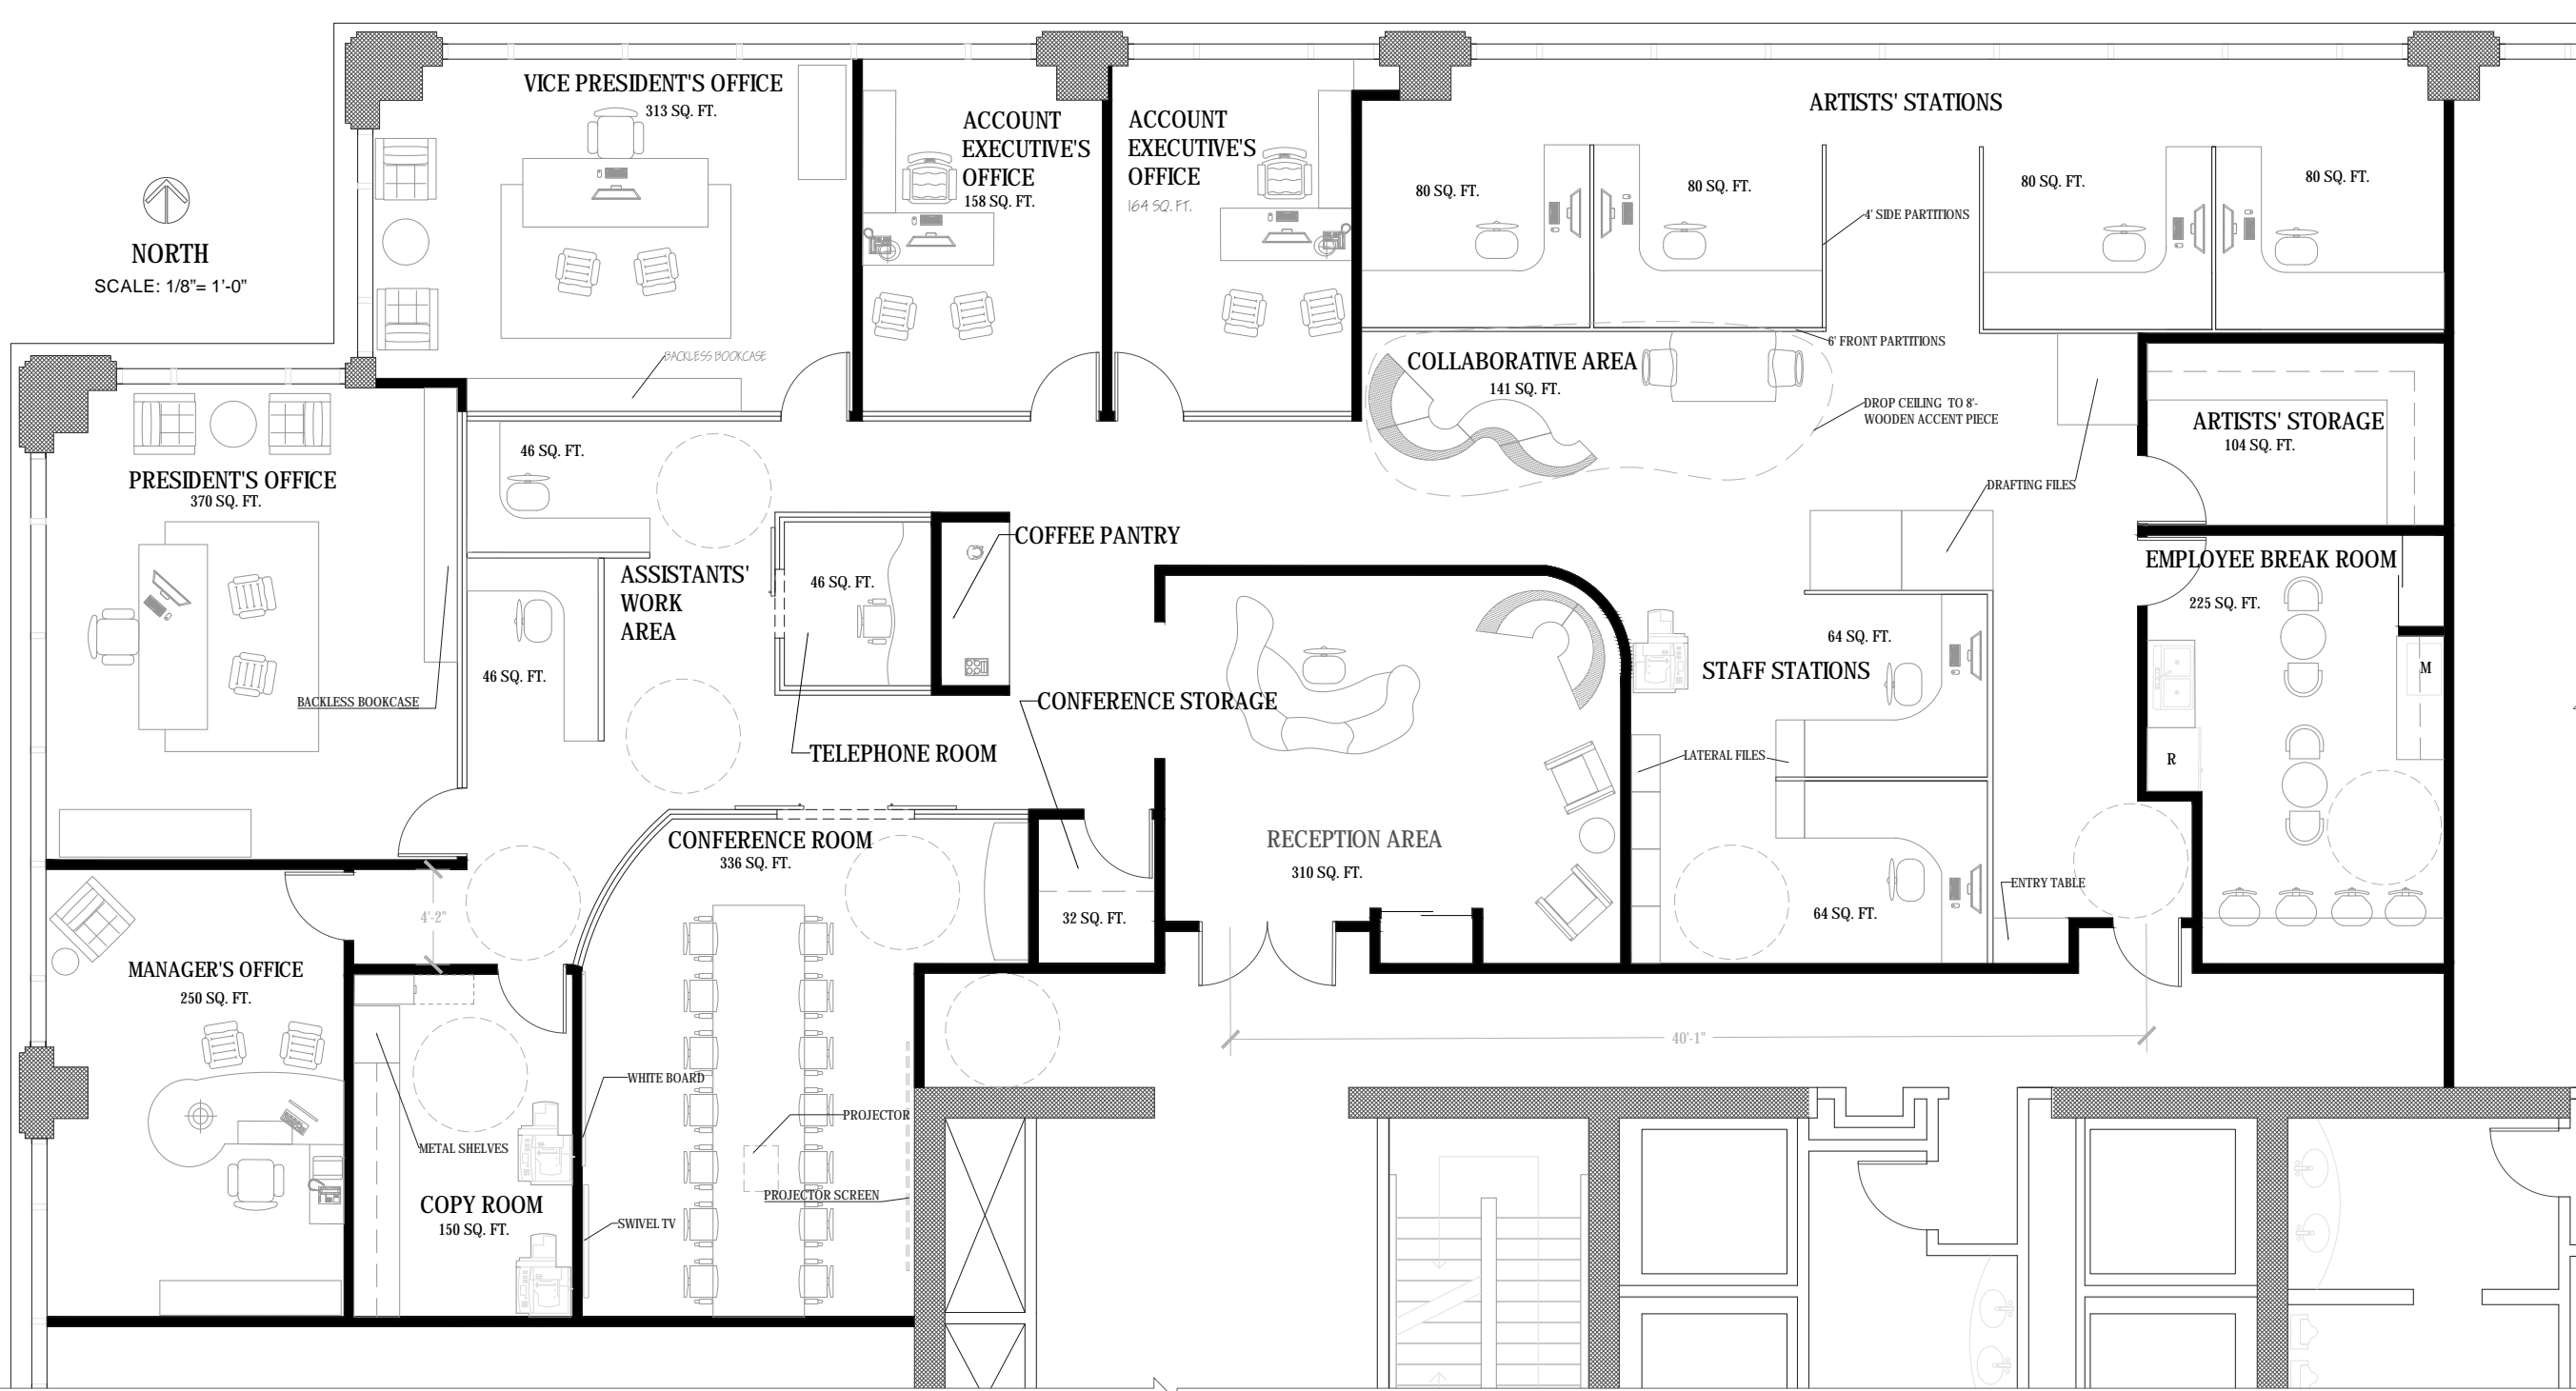 VICE PRESIDENT'S OFFICE
313 SQ. FT.
ACCOUNT
EXECUTIVE'S
OFFICE
158 SQ. FT.
ACCOUNT
EXECUTIVE'S
OFFICE
164 SQ. FT.
ARTISTS' STATIONS
80 SQ. FT.
80 SQ. FT.
80 SQ. FT.
80 SQ. FT.
4' SIDE PARTITIONS
NORTH
SCALE: 1/8"= 1'-0"
6' FRONT PARTITIONS
BACKLESS BOOKCASE
COLLABORATIVE AREA
141 SQ. FT.
DROP CEILING TO 8'-
WOODEN ACCENT PIECE
ARTISTS' STORAGE
104 SQ. FT.
PRESIDENT'S OFFICE
370 SQ. FT.
46 SQ. FT.
DRAFTING FILES
COFFEE PANTRY
EMPLOYEE BREAK ROOM
225 SQ. FT.
ASSISTANTS'
WORK
AREA
46 SQ. FT.
46 SQ. FT.
64 SQ. FT.
STAFF STATIONS
M
BACKLESS BOOKCASE
CONFERENCE STORAGE
TELEPHONE ROOM
LATERAL FILES
R
CONFERENCE ROOM
336 SQ. FT.
RECEPTION AREA
310 SQ. FT.
ENTRY TABLE
4'-2"
32 SQ. FT.
64 SQ. FT.
MANAGER'S OFFICE
250 SQ. FT.
40'-1"
WHITE BOARD
PROJECTOR
METAL SHELVES
PROJECTOR SCREEN
COPY ROOM
150 SQ. FT.
SWIVEL TV